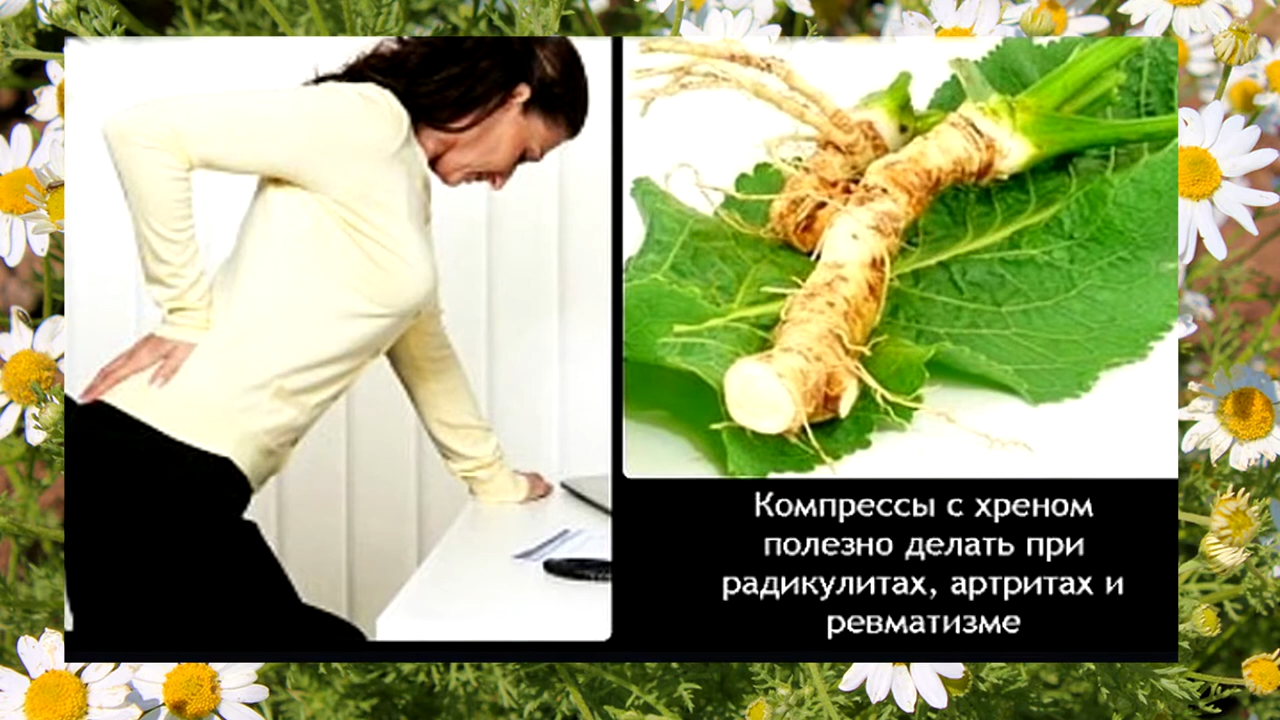 Компрессы с хреном
полезно делать при
радикулитах, артритах и
ревматизме